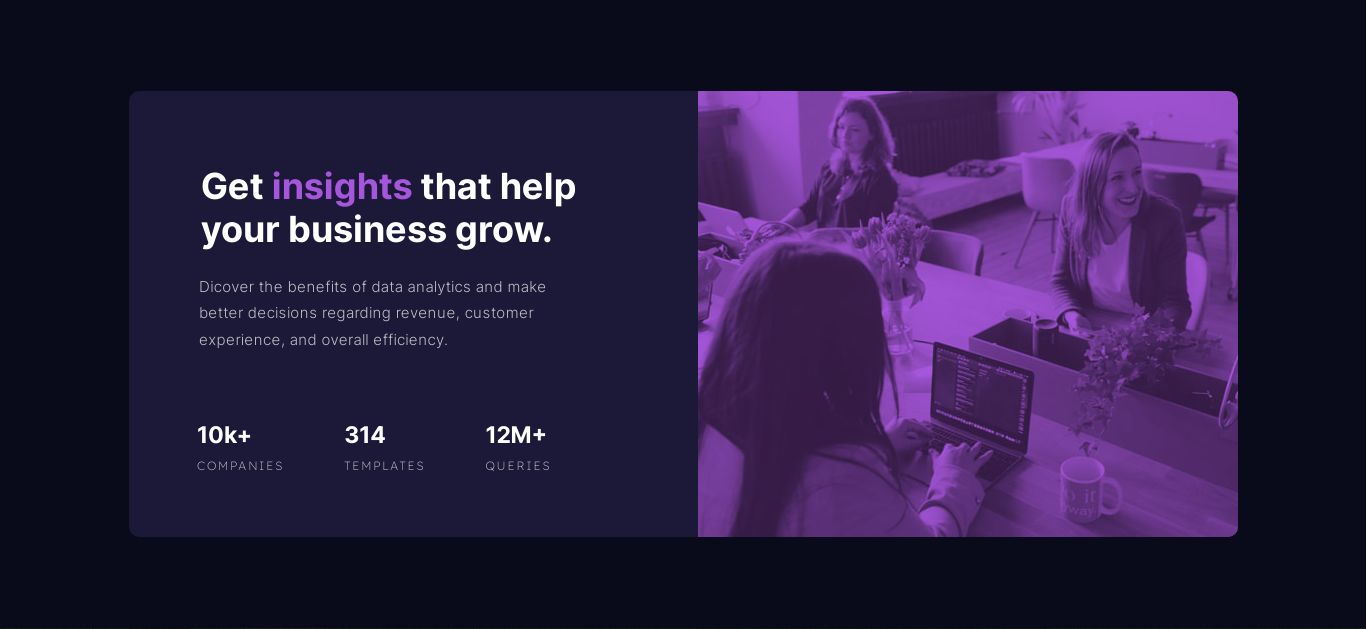 Get insights that help
your business grow.
Dicover the benefits of data analytics and make
better decisions regarding revenue, customer
experience, and overall efficiency.
10k+ 314 12M+
COMPANIES TEMPLATES QUERIES